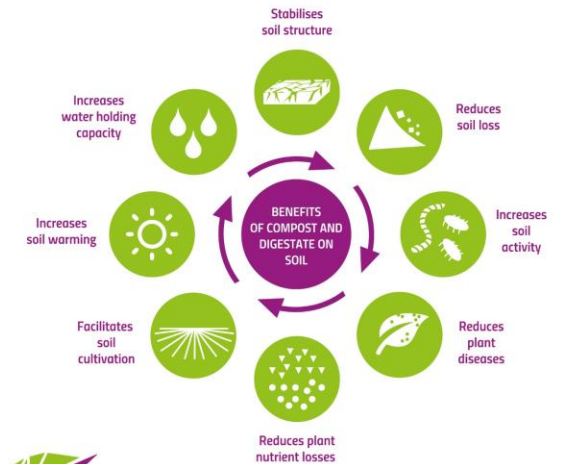 Stabilises
soil structure
Reduces
soil loss
Increases
soil
activity
Reduces
plant
diseases
Reduces plant
nutrient losses
Facilitates
soil
cultivation
Increases
soil warming
Increases
water holding
capacity
BENEFITS
OF COMPOST AND
DIGESTATE ON
SOIL